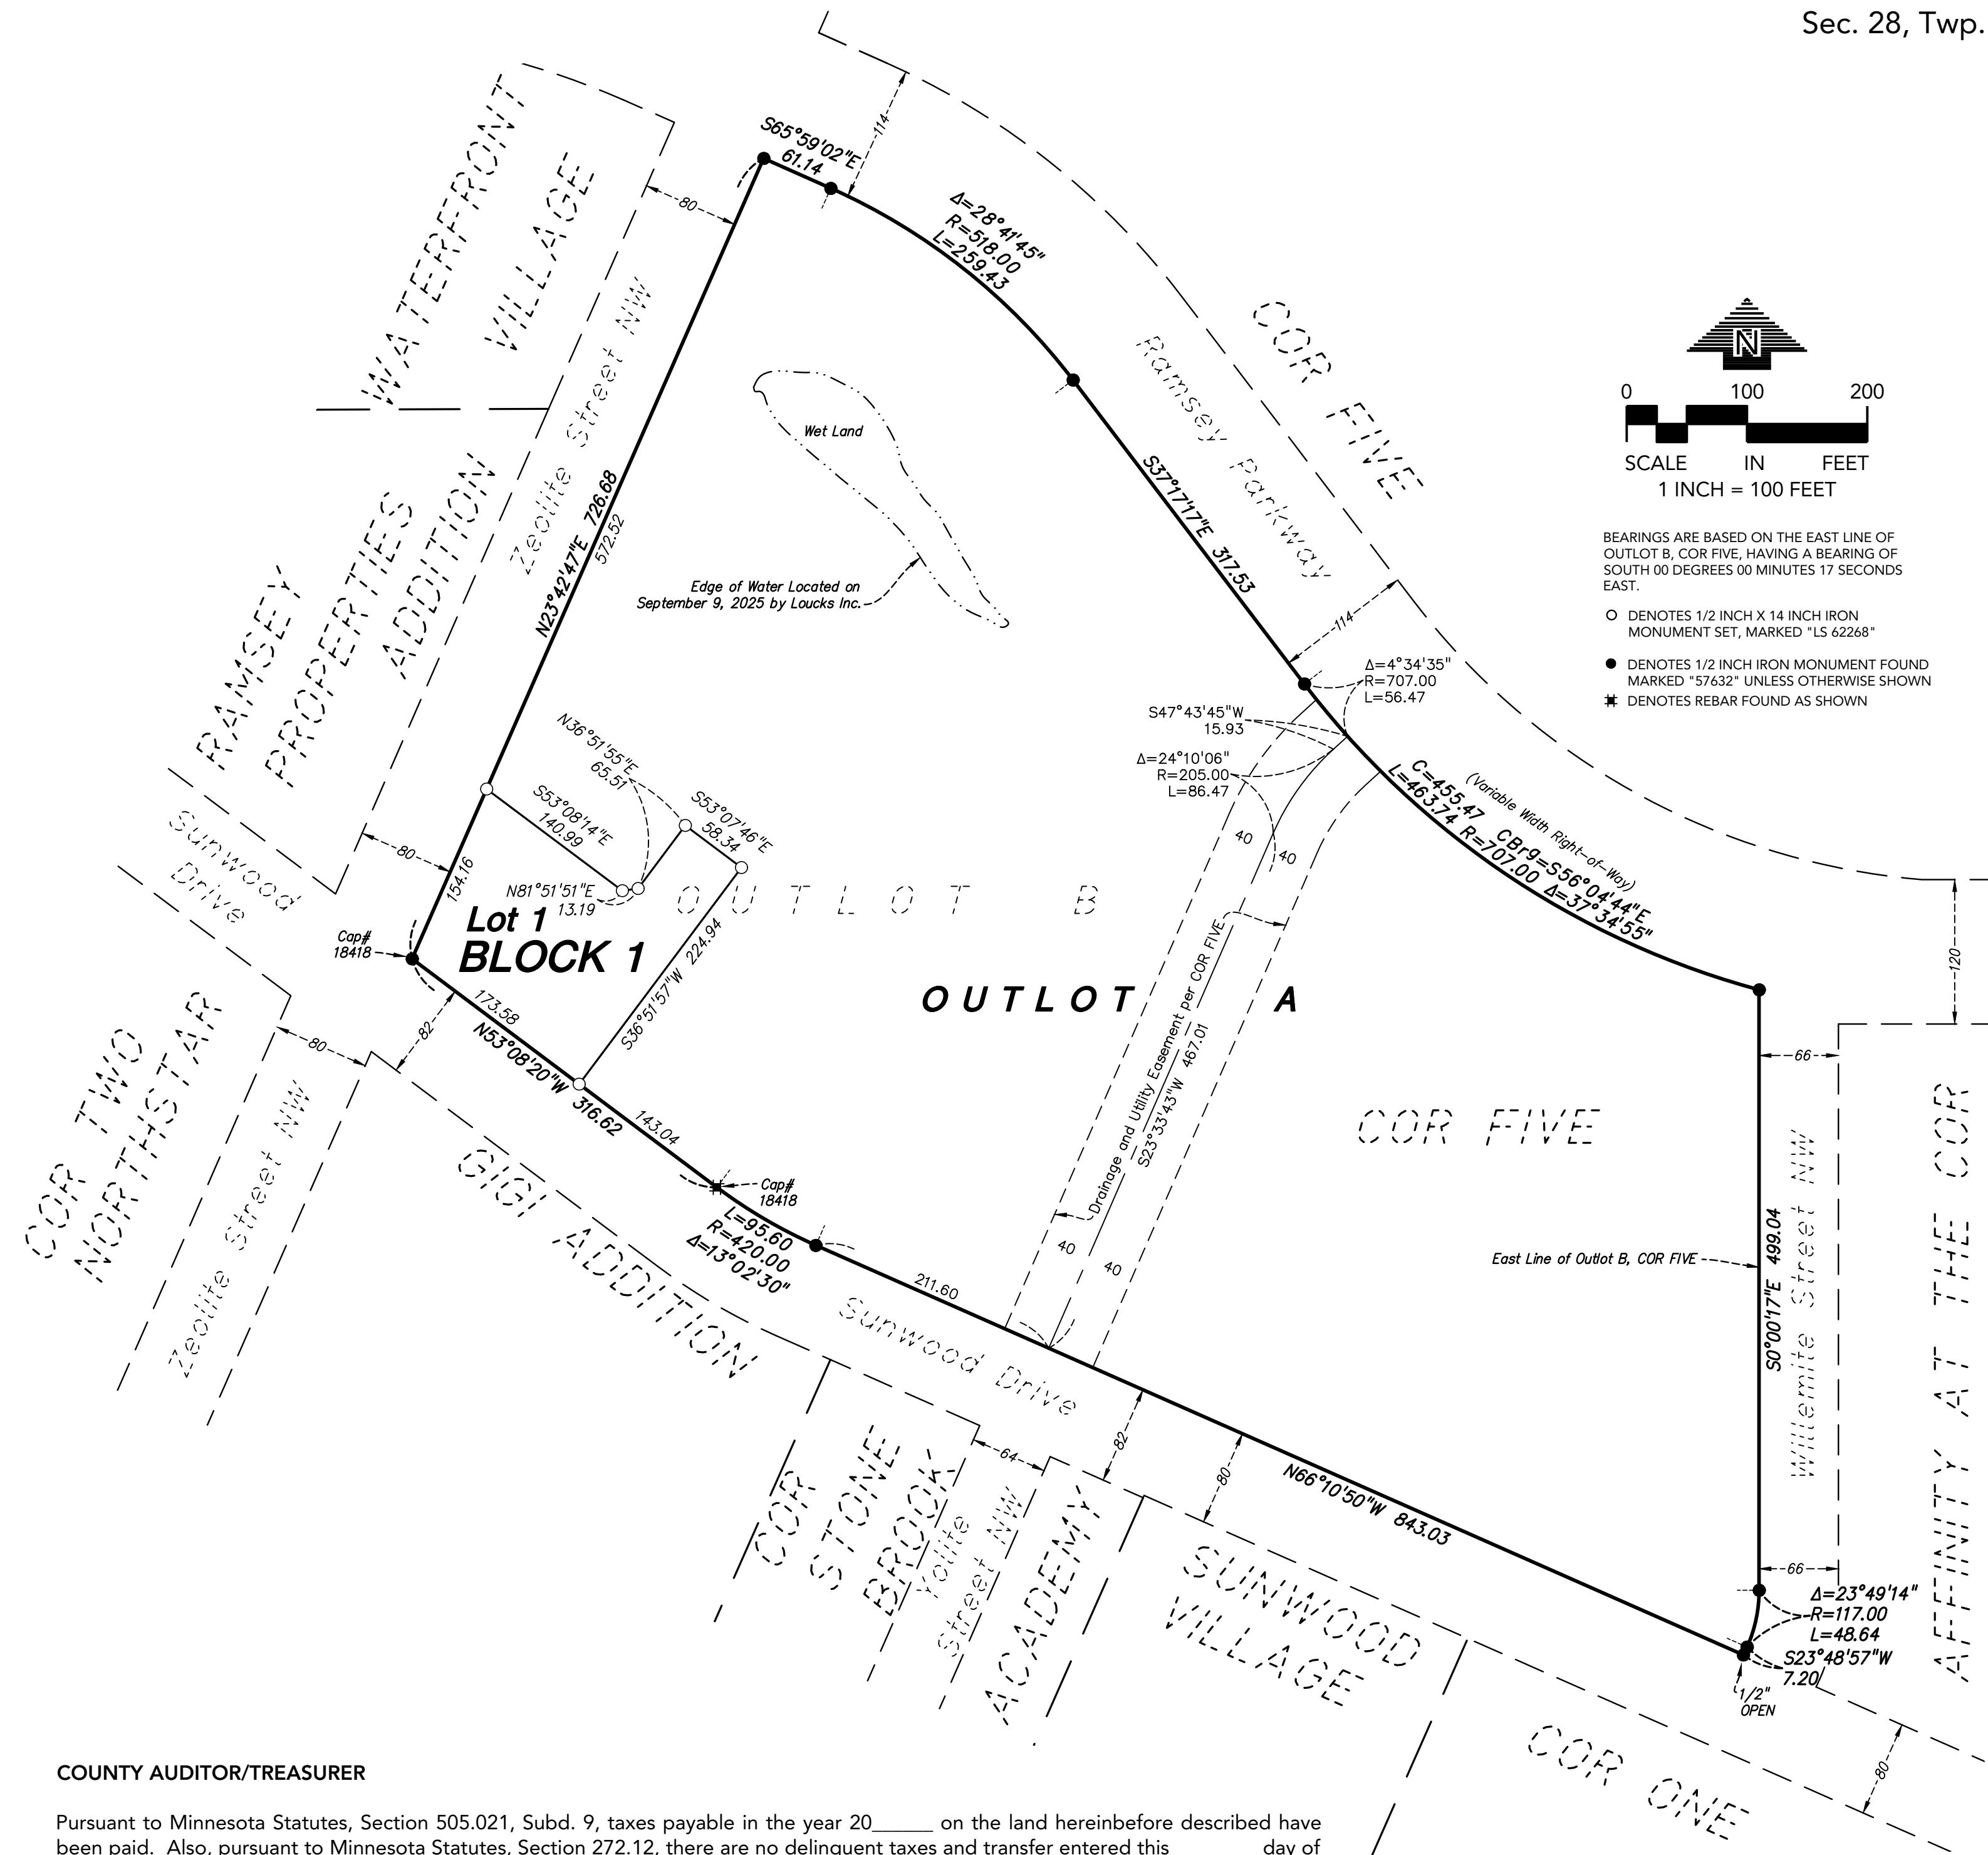 Sec. 28, Twp.
WATERFRONT
VILLAGE
80
Zeolite Street NW
S65°59'02"E
61.14
114
Δ=28°41'45"
R=518.00
L=259.43
COR FIVE
Ramsey Parkway
N
0 100 200
SCALE IN FEET
1 INCH = 100 FEET
BEARINGS ARE BASED ON THE EAST LINE OF
OUTLOT B, COR FIVE, HAVING A BEARING OF
SOUTH 00 DEGREES 00 MINUTES 17 SECONDS
EAST.
DENOTES 1/2 INCH X 14 INCH IRON
MONUMENT SET, MARKED "LS 62268"
DENOTES 1/2 INCH IRON MONUMENT FOUND
MARKED "57632" UNLESS OTHERWISE SHOWN
DENOTES REBAR FOUND AS SHOWN
Wet Land
Edge of Water Located on
September 9, 2025 by Loucks Inc.
RAMSEY
PROPERTIES
ADDITION
N23°42'47"E 726.68
572.52
S37°17'17"E 317.53
114
Δ=4°34'35"
R=707.00
L=56.47
S47°43'45"W
15.93
Δ=24°10'06"
R=205.00
L=86.47
C=455.47 CBrg=S56°04'44"E
L=463.74 R=707.00 Δ=37°34'55"
(Variable Width Right-of-Way)
40
40
120
Sunwood
Drive
80
154.16
N36°51'55"E
65.51
S53°08'14"E
140.99
S53°07'46"E
58.34
N81°51'51"E
13.19
OUTLOT B
Lot 1
BLOCK 1
Cap#
18418
S36°51'57"W 224.94
OUTLOT A
Drainage and Utility Easement per COR FIVE
S23°33'43"W 467.01
66
COR FIVE
173.58
82
80
N53°08'20"W 316.62
143.04
COR TWO
NORTHSTAR
Zeolite Street NW
GIGI ADDITION
Cap#
18418
L=95.60
R=420.00
Δ=13°02'30"
211.60
40
40
Sunwood Drive
East Line of Outlot B, COR FIVE
S0°00'17"E 499.04
Willemite Street NW
AFFINITY AT THE COR
64
82
80
N66°10'50"W 843.03
COR
STONE
BROOK
Yolite
Street NW
ACADEMY
SUNWOOD
VILLAGE
66
Δ=23°49'14"
R=117.00
L=48.64
S23°48'57"W
7.20
1/2"
OPEN
COR ONE
80
COUNTY AUDITOR/TREASURER
Pursuant to Minnesota Statutes, Section 505.021, Subd. 9, taxes payable in the year 20______ on the land hereinbefore described have
been paid. Also, pursuant to Minnesota Statutes, Section 272.12, there are no delinquent taxes and transfer entered this _________ day of